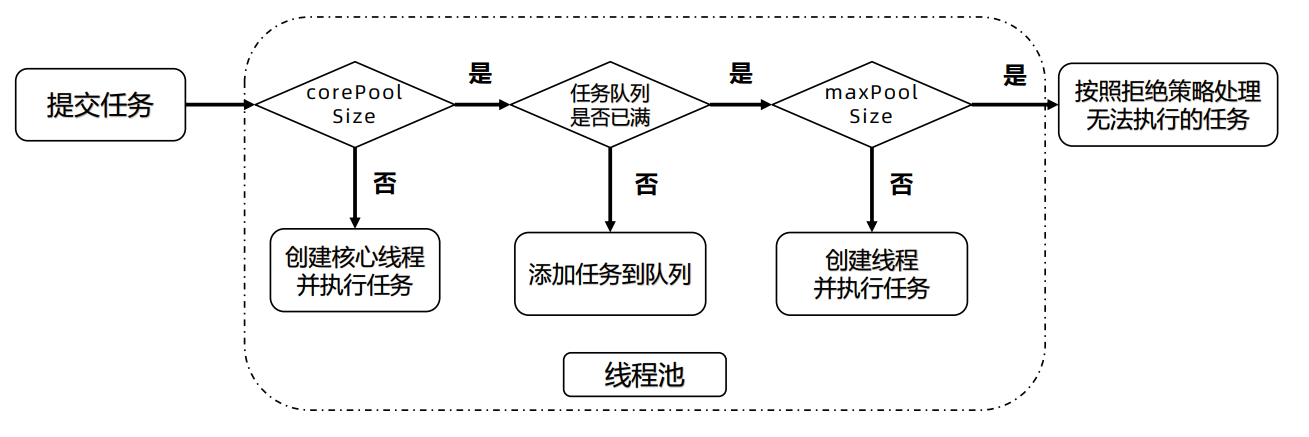 提交任务
corePool
Size
是
任务队列
是否已满
是
maxPool
Size
是
按照拒绝策略处理
无法执行的任务
否
创建核心线程
并执行任务
否
添加任务到队列
否
创建线程
并执行任务
线程池